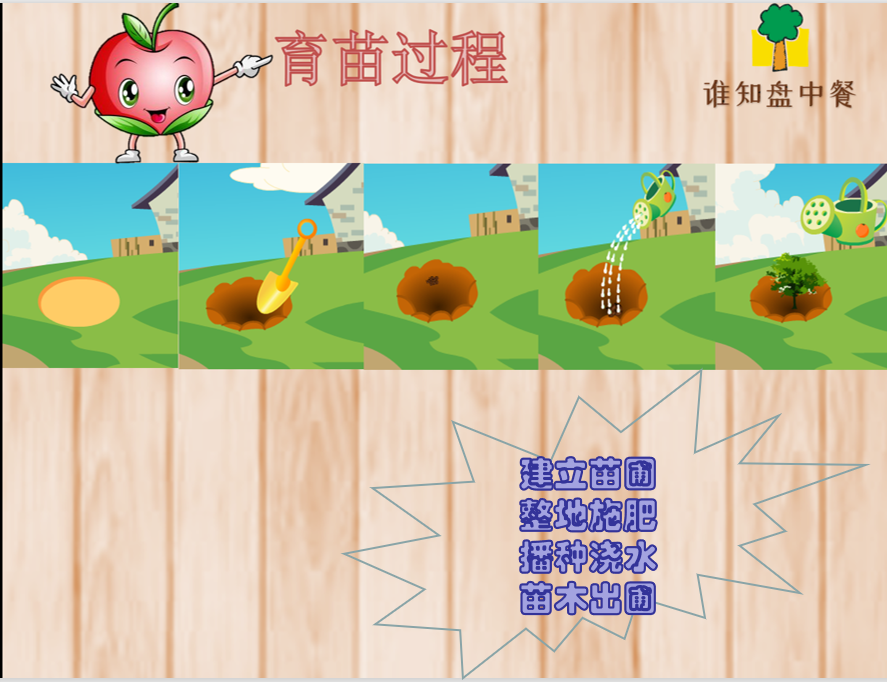 育苗过程
谁知盘中餐
建立苗圃
整地施肥
播种浇水
苗木出圃